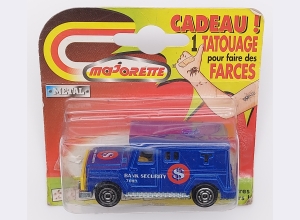 CADEAU !
1 TATOUAGE
pour faire des
FARCES
majorette
METAL
BANK SECURITY
$